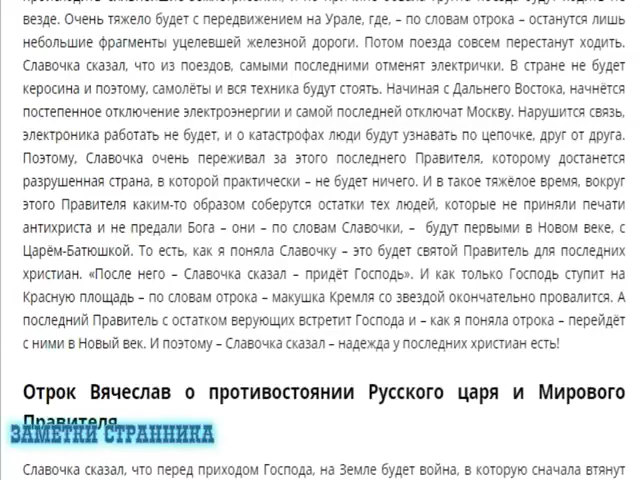 везде. Очень тяжело будет с передвижением на Урале, где, – по словам отрока – останутся лишь
небольшие фрагменты уцелевшей железной дороги. Потом поезда совсем перестанут ходить.
Славочка сказал, что из поездов, самыми последними отменят электрички. В стране не будет
керосина и поэтому, самолёты и вся техника будут стоять. Начиная с Дальнего Востока, начнётся
постепенное отключение электроэнергии и самой последней отключат Москву. Нарушится связь,
электроника работать не будет, и о катастрофах люди будут узнавать по цепочке, друг от друга.
Поэтому, Славочка очень переживал за этого последнего Правителя, которому достанется
разрушенная страна, в которой практически – не будет ничего. И в такое тяжёлое время, вокруг
этого Правителя каким-то образом соберутся остатки тех людей, которые не приняли печати
антихриста и не предали Бога – они – по словам Славочки, – будут первыми в Новом веке, с
Царём-Батюшкой. То есть, как я поняла Славочку – это будет святой Правитель для последних
христиан. «После него – Славочка сказал – придёт Господь». И как только Господь ступит на
Красную площадь – по словам отрока – макушка Кремля со звездой окончательно провалится. А
последний Правитель с остатком верующих встретит Господа и – как я поняла отрока – перейдёт
с ними в Новый век. И поэтому – Славочка сказал – надежда у последних христиан есть!
Отрок Вячеслав о противостоянии Русского царя и Мирового
Правителя
ЗАМЕТКИ СТРАННИКА
Славочка сказал, что перед приходом Господа, на Земле будет война, в которую сначала втянут